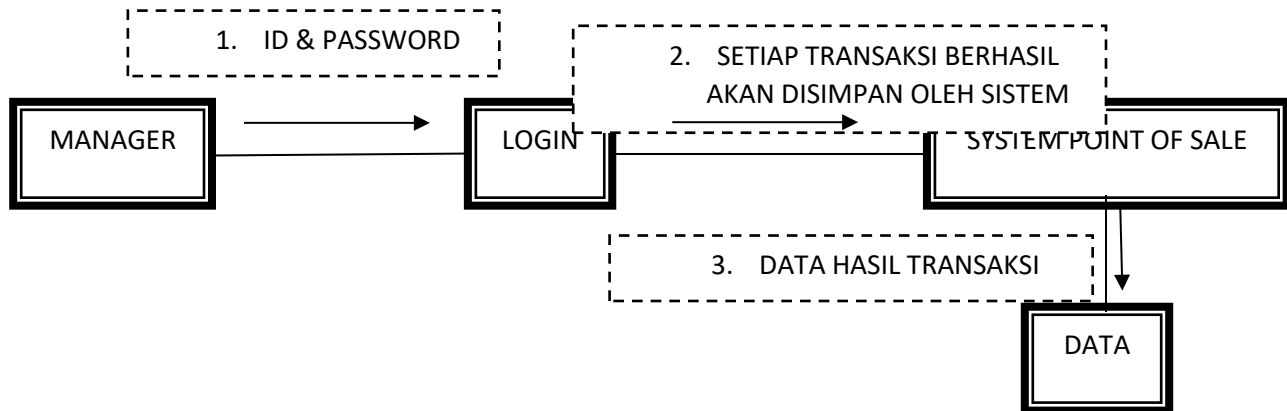 1. ID & PASSWORD
2. SETIAP TRANSAKSI BERHASIL
AKAN DISIMPAN OLEH SISTEM
MANAGER
LOGIN
SYSTEM POINT OF SALE
3. DATA HASIL TRANSAKSI
DATA